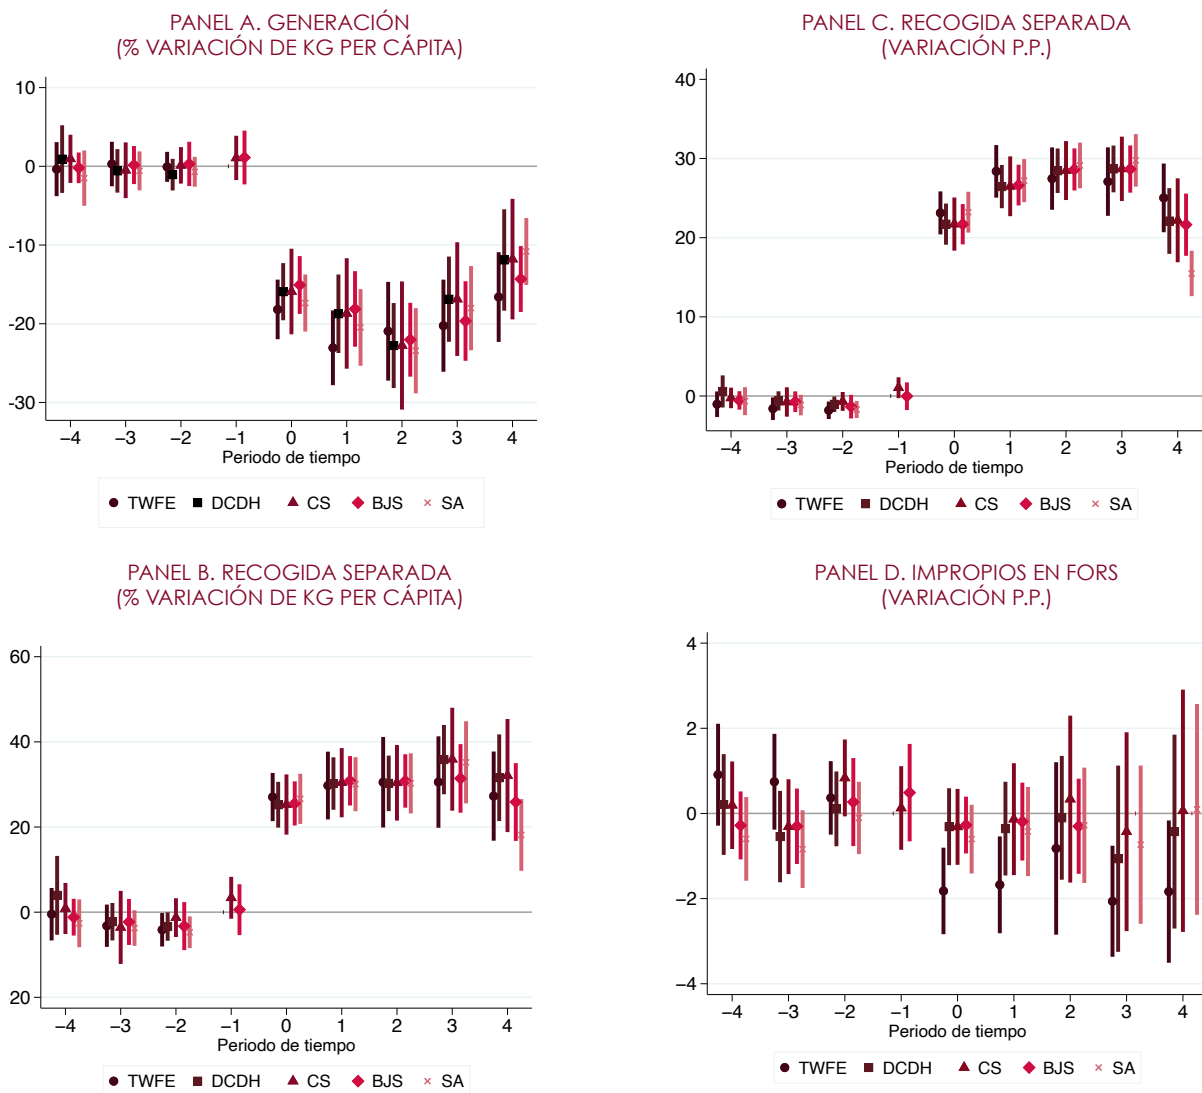 PANEL A. GENERACIÓN
(% VARIACIÓN DE KG PER CÁPITA)
10
0
-10
-20
-30
−4 −3 −2 −1 0 1 2 3 4
Periodo de tiempo
TWFE DCDH CS BJS SA
PANEL C. RECOGIDA SEPARADA
(VARIACIÓN P.P.)
40
30
20
10
0
−4 −3 −2 −1 0 1 2 3 4
Periodo de tiempo
TWFE DCDH CS BJS SA
PANEL B. RECOGIDA SEPARADA
(% VARIACIÓN DE KG PER CÁPITA)
60
40
20
0
20
−4 −3 −2 −1 0 1 2 3 4
Periodo de tiempo
TWFE DCDH CS BJS SA
PANEL D. IMPROPIOS EN FORS
(VARIACIÓN P.P.)
4
2
0
−2
−4
−4 −3 −2 −1 0 1 2 3 4
Periodo de tiempo
TWFE DCDH CS BJS SA